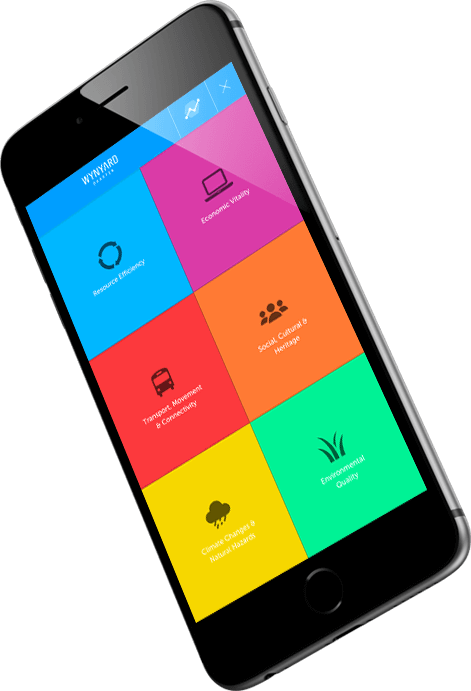 WYNYARD
QUARTER
Resource Efficiency
Economic Vitality
Transport, Movement
& Connectivity
Social, Cultural &
Heritage
Climate Changes &
Natural Hazards
Environmental
Quality